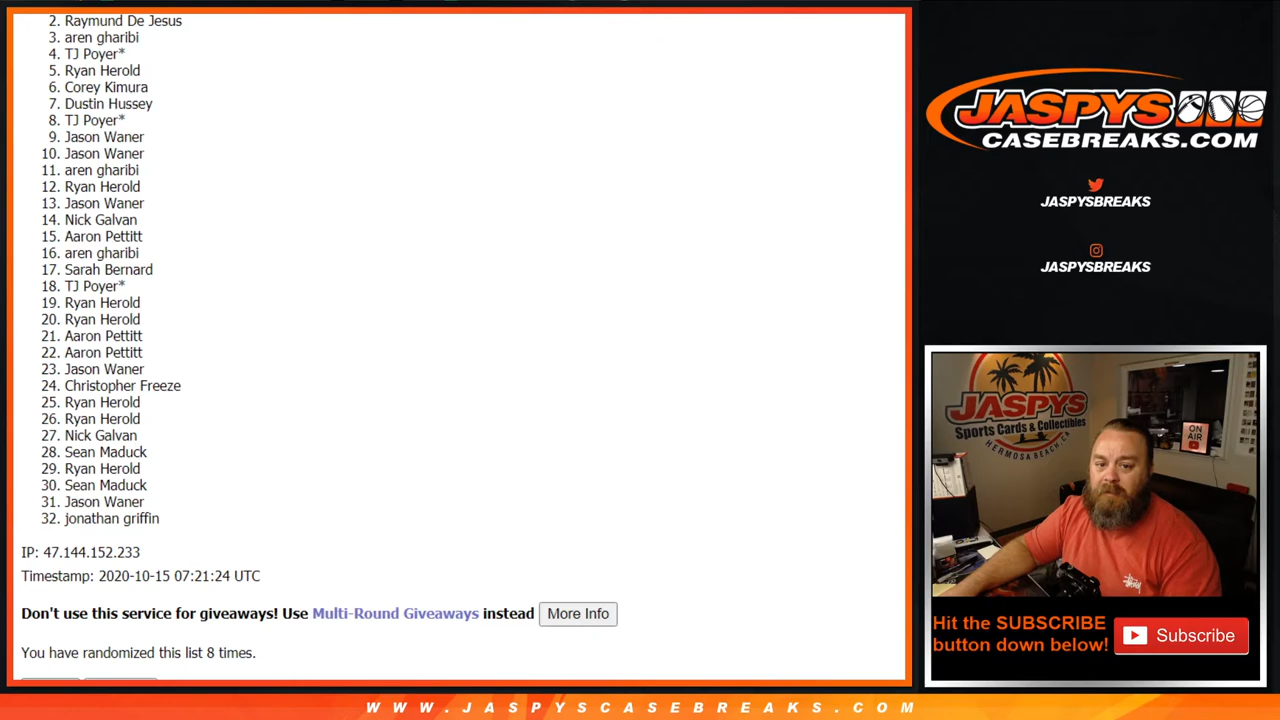 2. Raymund De Jesus
3. aren gharibi
4. TJ Poyer*
5. Ryan Herold
6. Corey Kimura
7. Dustin Hussey
8. TJ Poyer*
9. Jason Waner
10. Jason Waner
11. aren gharibi
12. Ryan Herold
13. Jason Waner
14. Nick Galvan
15. Aaron Pettitt
16. aren gharibi
17. Sarah Bernard
18. TJ Poyer*
19. Ryan Herold
20. Ryan Herold
21. Aaron Pettitt
22. Aaron Pettitt
23. Jason Waner
24. Christopher Freeze
25. Ryan Herold
26. Ryan Herold
27. Nick Galvan
28. Sean Maduck
29. Ryan Herold
30. Sean Maduck
31. Jason Waner
32. jonathan griffin
IP: 47.144.152.233
Timestamp: 2020-10-15 07:21:24 UTC
Don't use this service for giveaways! Use Multi-Round Giveaways instead More Info
You have randomized this list 8 times.
JASPYS
CASEBREAKS.COM
JASPYSBREAKS
JASPYSBREAKS
JASPYS
Sports Cards & Collectibles
HERMOSA BEACH, CA
ON
AIR
Hit the SUBSCRIBE
button down below!
Subscribe
WWW.JASPYSCASEBREAKS.COM